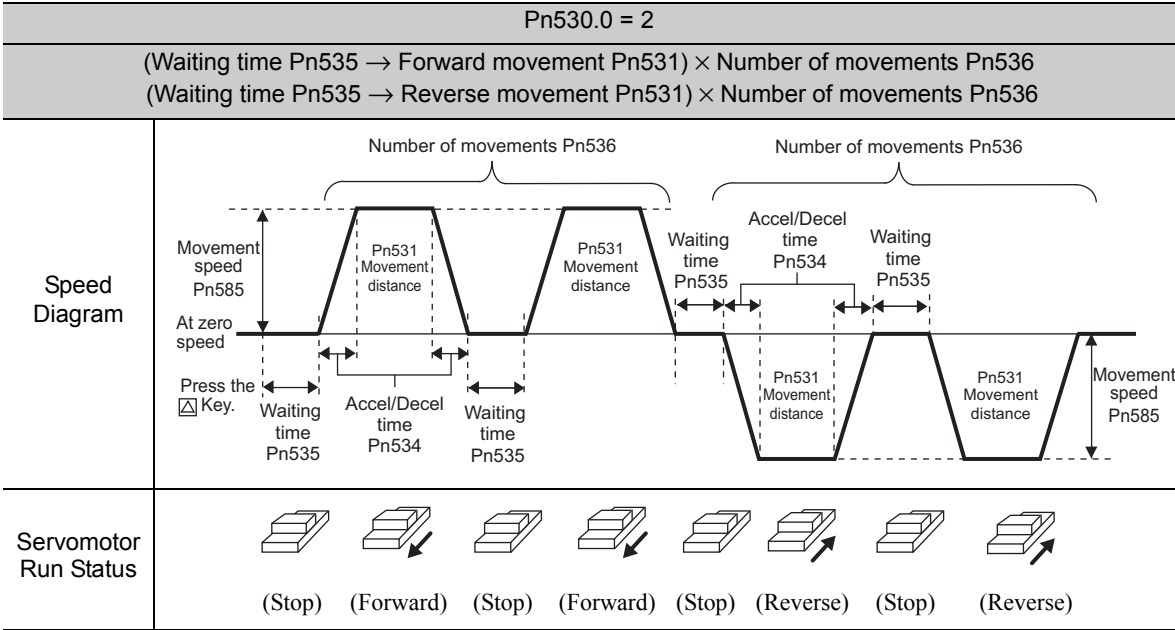 Pn530.0 = 2
(Waiting time Pn535 → Forward movement Pn531) × Number of movements Pn536
(Waiting time Pn535 → Reverse movement Pn531) × Number of movements Pn536
Speed
Diagram
Number of movements Pn536
Number of movements Pn536
Movement
speed
Pn585
At zero
speed
Press the
△ Key.
Pn531
Movement
distance
Pn531
Movement
distance
Waiting
time
Pn535
Accel/Decel
time
Pn534
Waiting
time
Pn535
Waiting
time
Pn535
Accel/Decel
time
Pn534
Waiting
time
Pn535
Pn531
Movement
distance
Pn531
Movement
distance
Movement
speed
Pn585
Servomotor
Run Status
(Stop) (Forward) (Stop) (Forward) (Stop) (Reverse) (Stop) (Reverse)